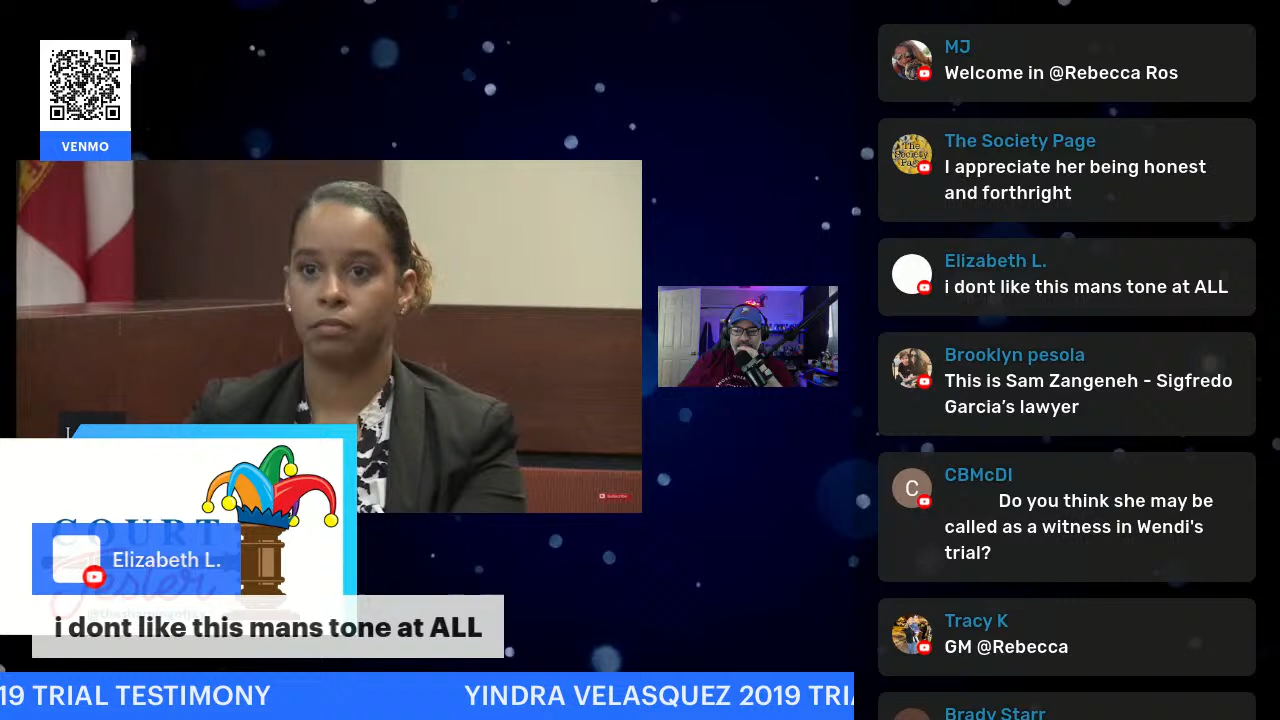 VENMO
COURT
Jester
Elizabeth L.
i dont like this mans tone at ALL
19 TRIAL TESTIMONY
YINDRA VELASQUEZ 2019 TRIA
MJ
Welcome in @Rebecca Ros
The Society Page
I appreciate her being honest
and forthright
Elizabeth L.
i dont like this mans tone at ALL
Brooklyn pesola
This is Sam Zangeneh - Sigfredo
Garcia’s lawyer
C
CBMcDl
Do you think she may be
called as a witness in Wendi's
trial?
Tracy K
GM @Rebecca
Brady Starr